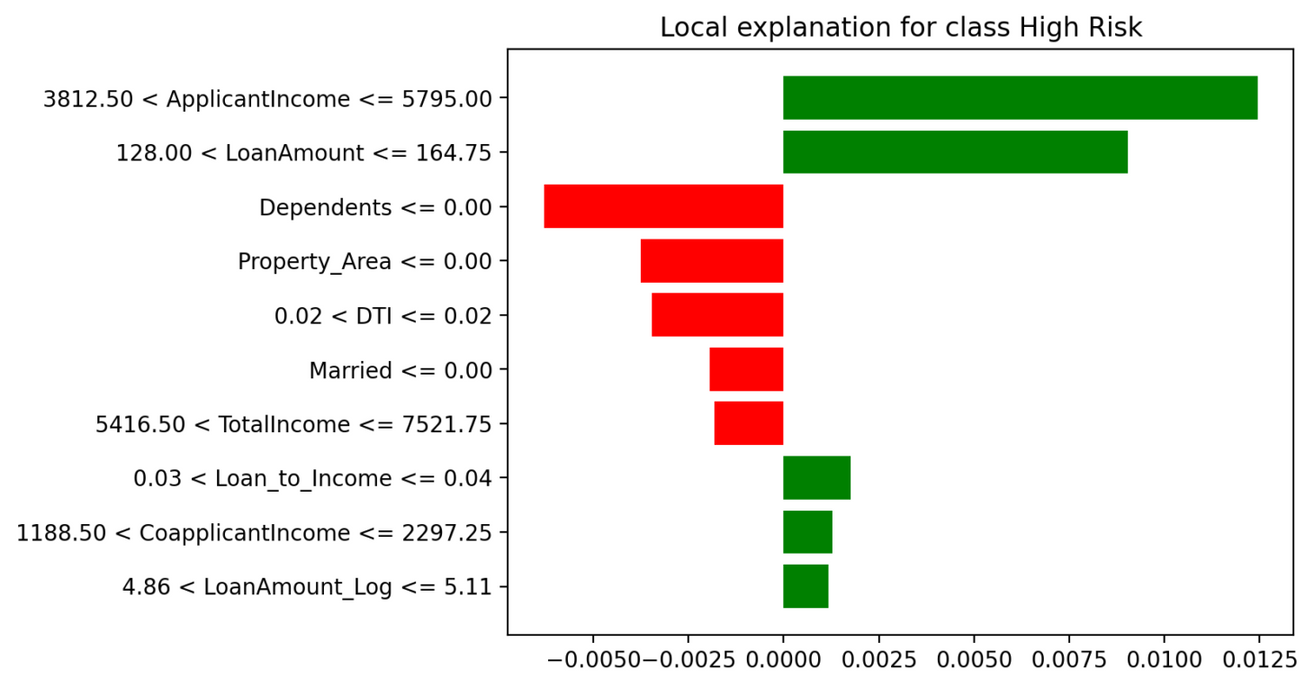 Local explanation for class High Risk
3812.50 < ApplicantIncome <= 5795.00
128.00 < LoanAmount <= 164.75
Dependents <= 0.00
Property_Area <= 0.00
0.02 < DTI <= 0.02
Married <= 0.00
5416.50 < TotalIncome <= 7521.75
0.03 < Loan_to_Income <= 0.04
1188.50 < CoapplicantIncome <= 2297.25
4.86 < LoanAmount_Log <= 5.11
−0.0050 −0.0025 0.0000 0.0025 0.0050 0.0075 0.0100 0.0125